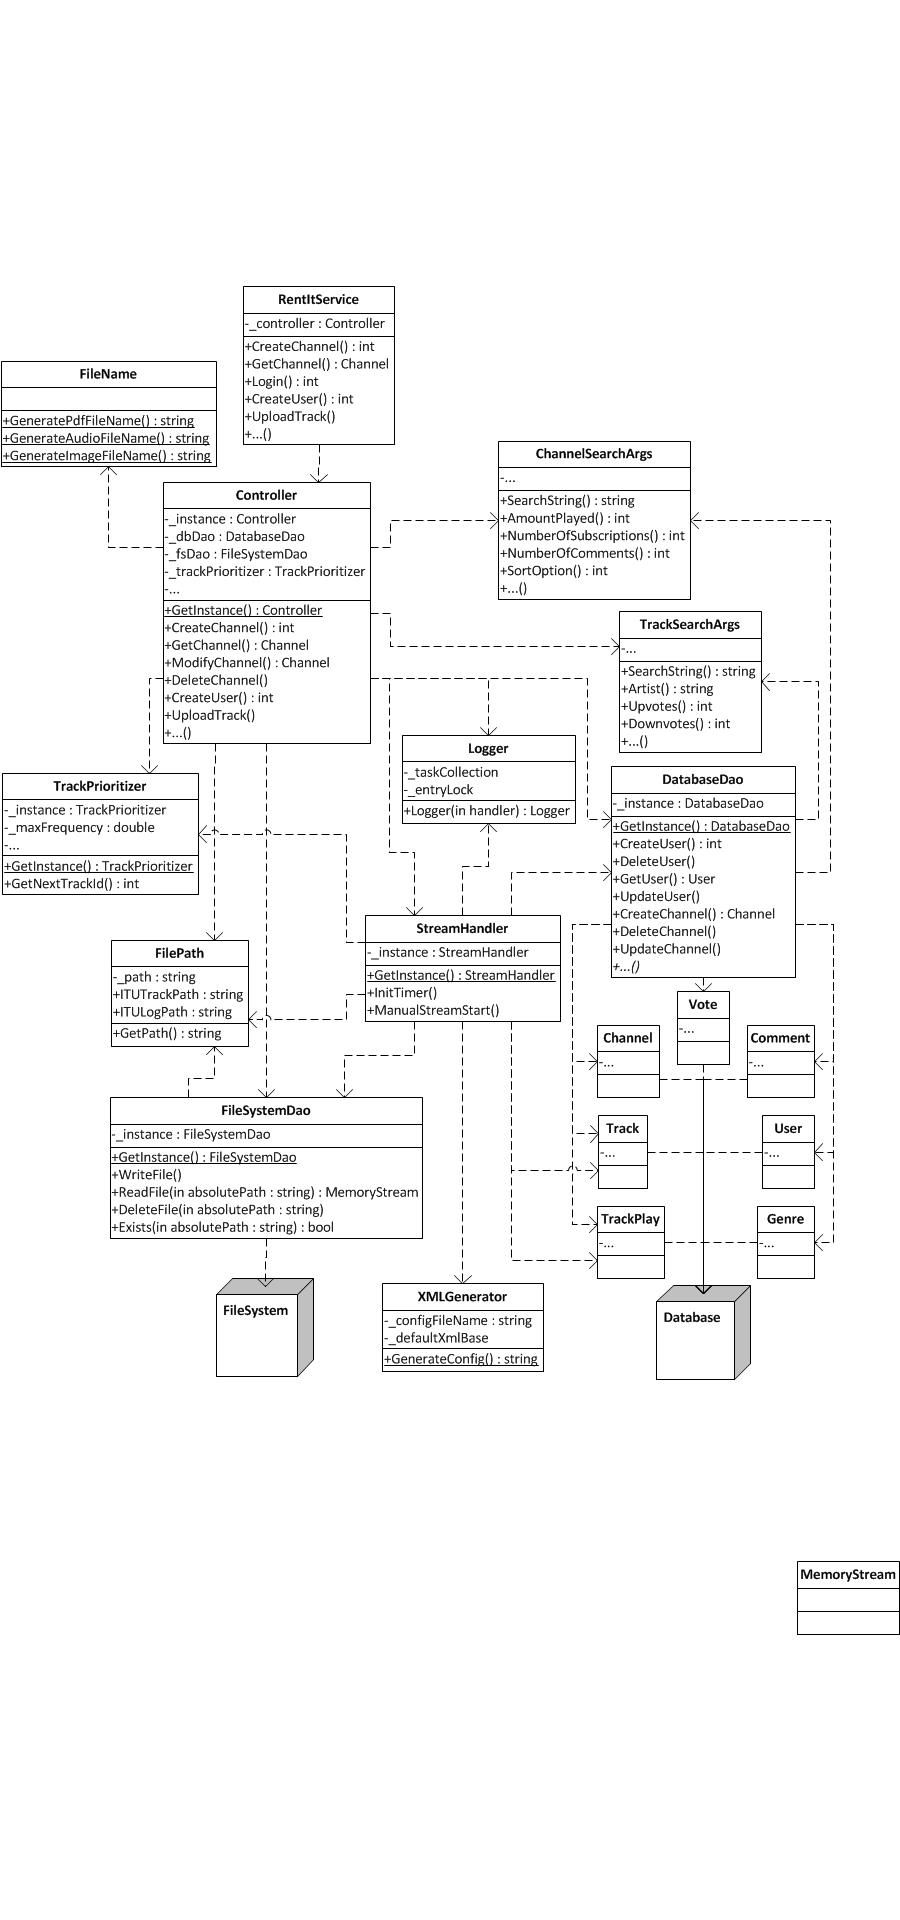 RentItService
-_controller : Controller
+CreateChannel() : int
+GetChannel() : Channel
+Login() : int
+CreateUser() : int
+UploadTrack()
+...()
FileName
+GeneratePdfFileName() : string
+GenerateAudioFileName() : string
+GenerateImageFileName() : string
ChannelSearchArgs
-...
+SearchString() : string
+AmountPlayed() : int
+NumberOfSubscriptions() : int
+NumberOfComments() : int
+SortOption() : int
+...()
Controller
-_instance : Controller
-_dbDao : DatabaseDao
-_fsDao : FileSystemDao
-_trackPrioritizer : TrackPrioritizer
-...
+GetInstance() : Controller
+CreateChannel() : int
+GetChannel() : Channel
+ModifyChannel() : Channel
+DeleteChannel()
+CreateUser() : int
+UploadTrack()
+...()
TrackSearchArgs
-...
+SearchString() : string
+Artist() : string
+Upvotes() : int
+Downvotes() : int
+...()
Logger
-_taskCollection
-_entryLock
+Logger(in handler) : Logger
DatabaseDao
-_instance : DatabaseDao
+GetInstance() : DatabaseDao
+CreateUser() : int
+DeleteUser()
+GetUser() : User
+UpdateUser()
+CreateChannel() : Channel
+DeleteChannel()
+UpdateChannel()
+...()
TrackPrioritizer
-_instance : TrackPrioritizer
-_maxFrequency : double
-...
+GetInstance() : TrackPrioritizer
+GetNextTrackId() : int
StreamHandler
-_instance : StreamHandler
+GetInstance() : StreamHandler
+InitTimer()
+ManualStreamStart()
FilePath
-_path : string
+ITUTrackPath : string
+ITULogPath : string
+GetPath() : string
Vote
-...
Channel
-...
Comment
-...
FileSystemDao
-_instance : FileSystemDao
+GetInstance() : FileSystemDao
+WriteFile()
+ReadFile(in absolutePath : string) : MemoryStream
+DeleteFile(in absolutePath : string)
+Exists(in absolutePath : string) : bool
Track
-...
User
-...
TrackPlay
-...
Genre
-...
FileSystem
XMLGenerator
-_configFileName : string
-_defaultXmlBase
+GenerateConfig() : string
Database
MemoryStream